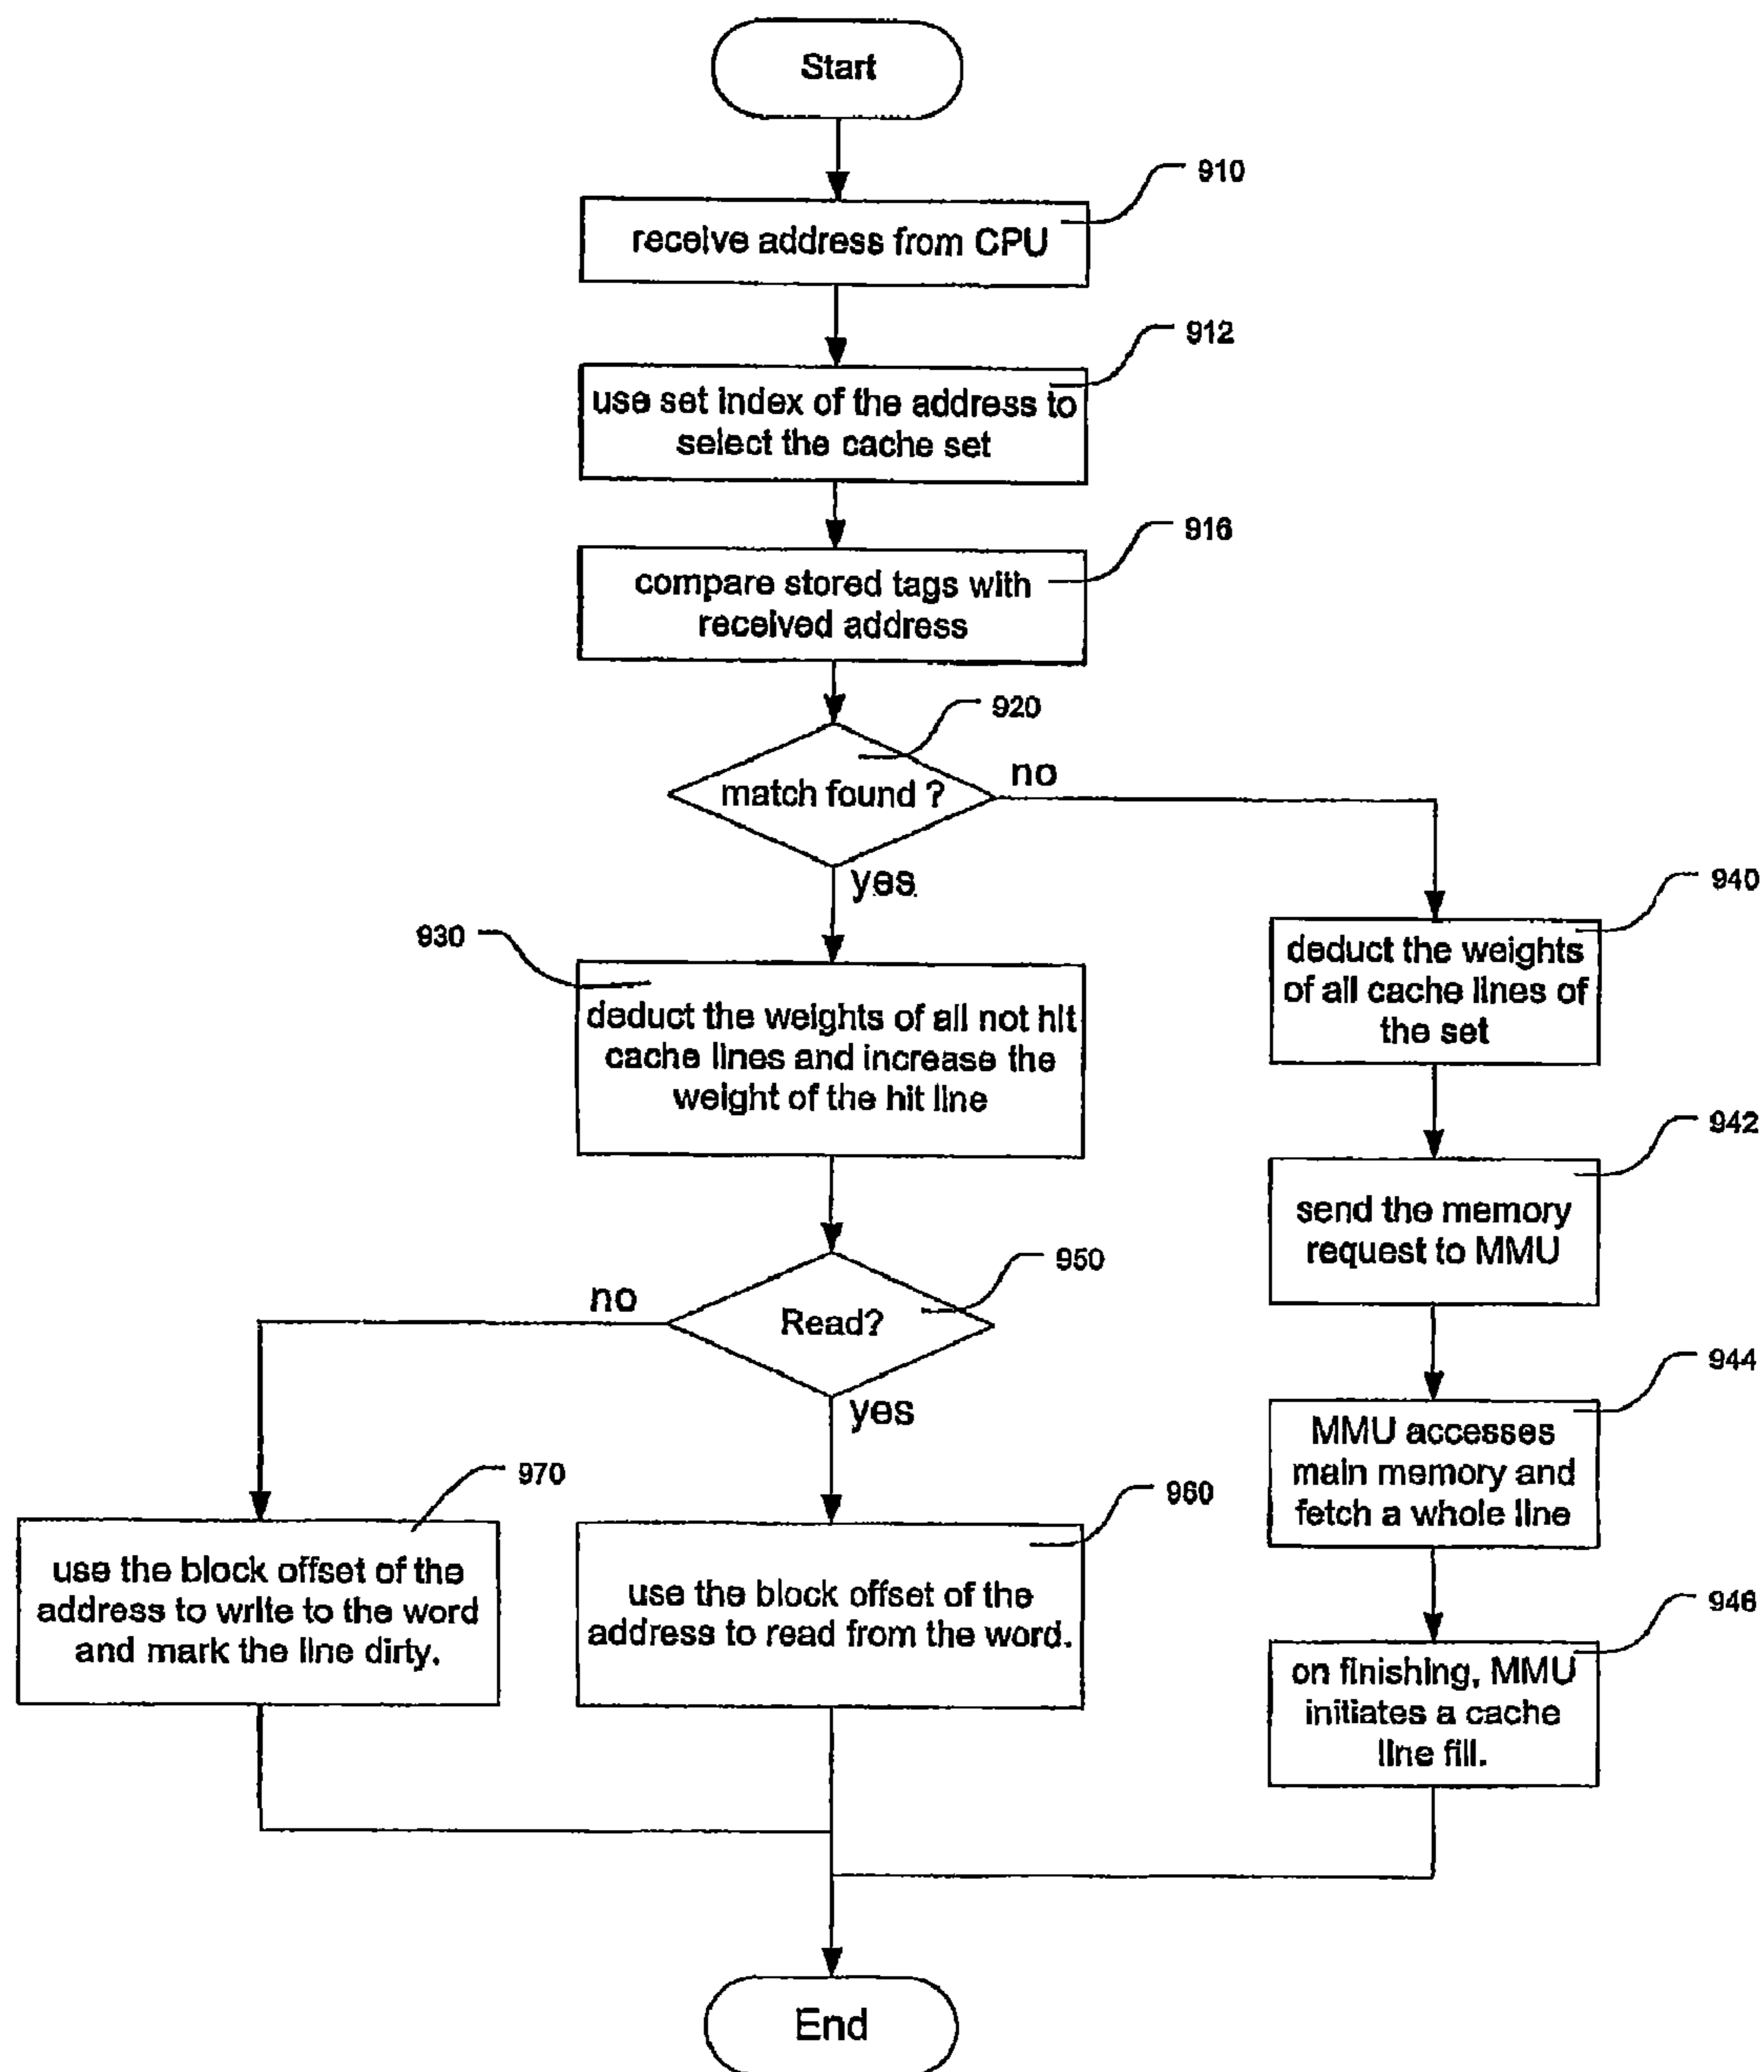 Start
910
receive address from CPU
912
use set index of the address to
select the cache set
916
compare stored tags with
received address
920
match found ?
no
yes
930
deduct the weights of all not hit
cache lines and increase the
weight of the hit line
940
deduct the weights
of all cache lines of
the set
942
send the memory
request to MMU
950
Read?
no
yes
944
MMU accesses
main memory and
fetch a whole line
970
use the block offset of the
address to write to the word
and mark the line dirty.
960
use the block offset of the
address to read from the word.
946
on finishing, MMU
initiates a cache
line fill.
End